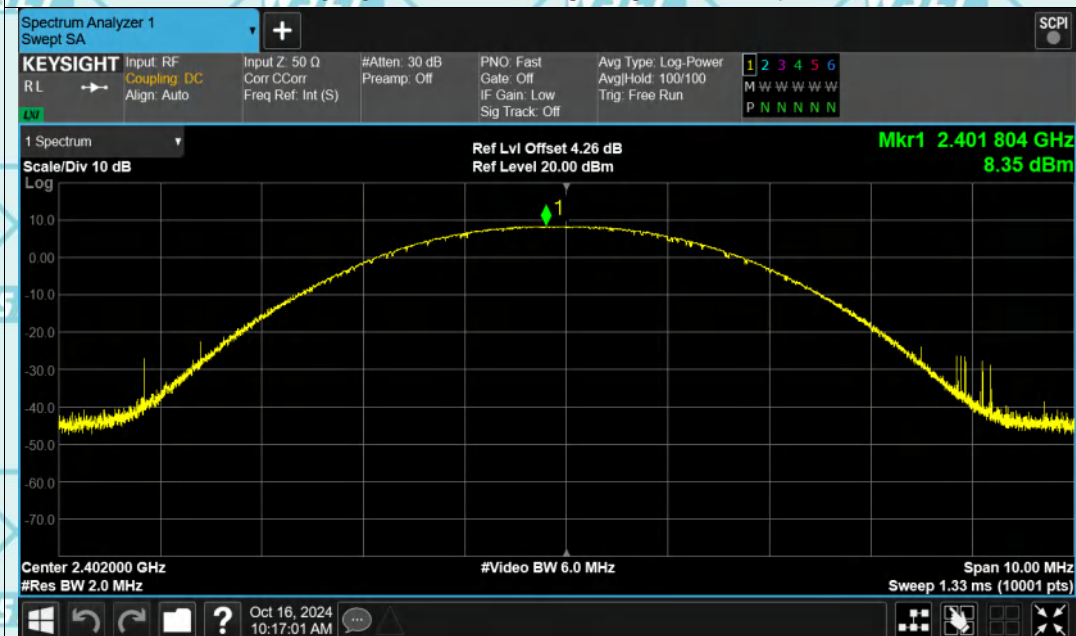 Spectrum Analyzer 1
Swept SA
+
SCPI
KEYSIGHT
RL
LXI
Input: RF
Coupling: DC
Align: Auto
Input Z: 50 Ω
Corr CCorr
Freq Ref: Int (S)
#Atten: 30 dB
Preamp: Off
PNO: Fast
Gate: Off
IF Gain: Low
Sig Track: Off
Avg Type: Log-Power
Avg|Hold: 100/100
Trig: Free Run
1 2 3 4 5 6
M W W W W W
P N N N N N
1 Spectrum
Scale/Div 10 dB
Ref Lvl Offset 4.26 dB
Ref Level 20.00 dBm
Mkr1 2.401 804 GHz
8.35 dBm
Log
1
10.0
0.00
-10.0
-20.0
-30.0
-40.0
-50.0
-60.0
-70.0
Center 2.402000 GHz
#Video BW 6.0 MHz
Span 10.00 MHz
#Res BW 2.0 MHz
Sweep 1.33 ms (10001 pts)
?
Oct 16, 2024
10:17:01 AM